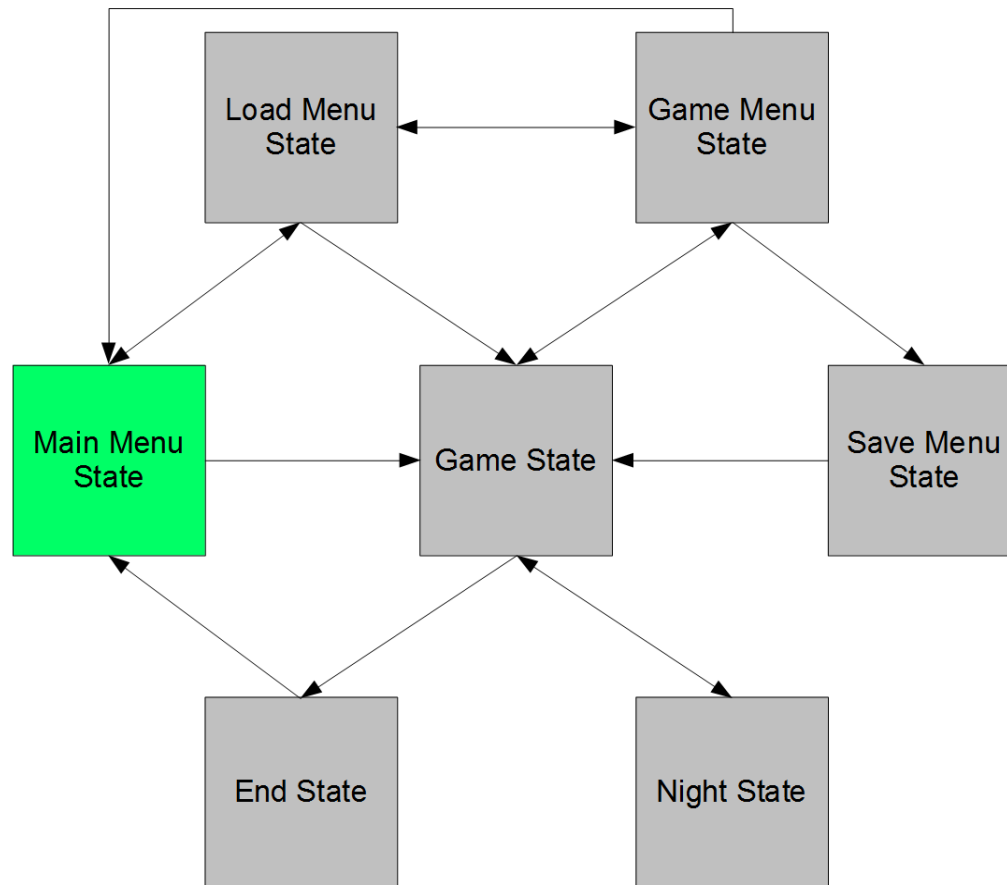 Load Menu
State
Game Menu
State
Main Menu
State
Game State
Save Menu
State
End State
Night State